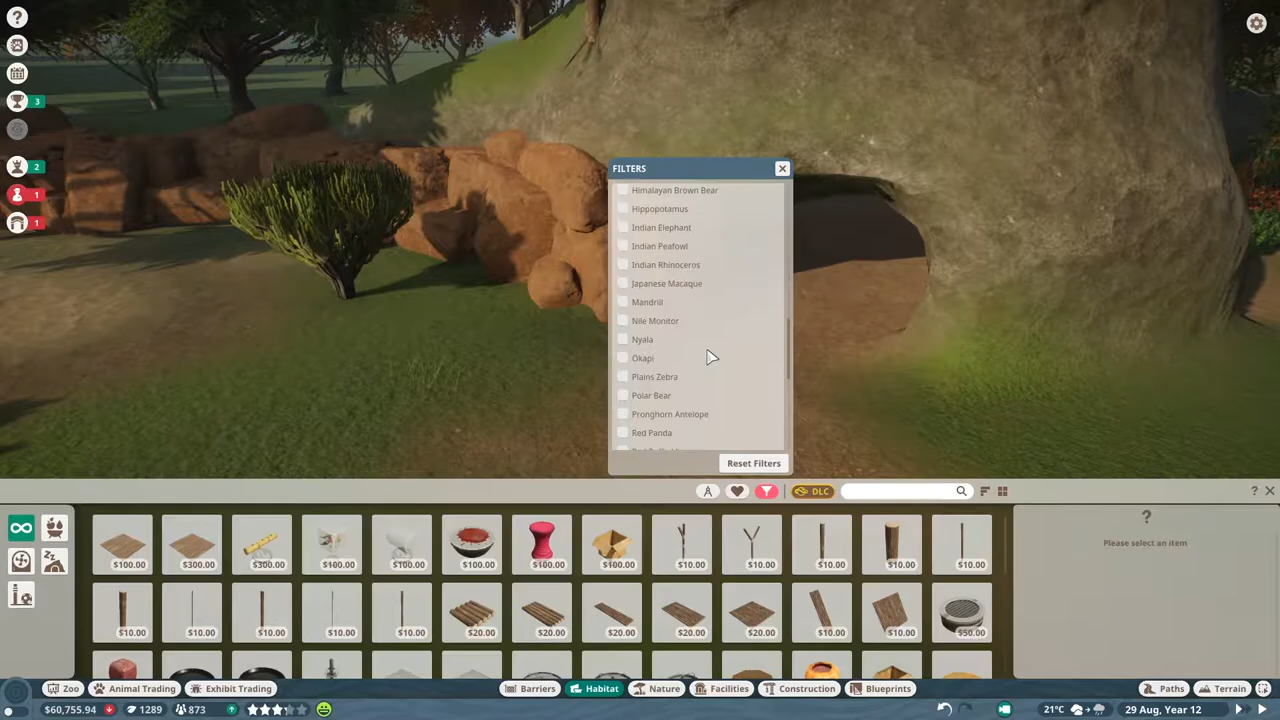 ?
3
2
1
1
FILTERS
Himalayan Brown Bear
Hippopotamus
Indian Elephant
Indian Peafowl
Indian Rhinoceros
Japanese Macaque
Mandrill
Nile Monitor
Nyala
Okapi
Plains Zebra
Polar Bear
Pronghorn Antelope
Red Panda
Reset Filters
DLC
?
$100.00 $300.00 $300.00 $100.00 $100.00 $100.00 $100.00 $100.00 $10.00 $10.00 $10.00 $10.00 $10.00
?
Please select an item
$10.00 $10.00 $10.00 $10.00 $10.00 $20.00 $20.00 $20.00 $20.00 $20.00 $10.00 $10.00 $50.00
Zoo Animal Trading Exhibit Trading Barriers Habitat Nature Facilities Construction Blueprints Paths Terrain
$60,755.94 1289 873 21°C 29 Aug, Year 12